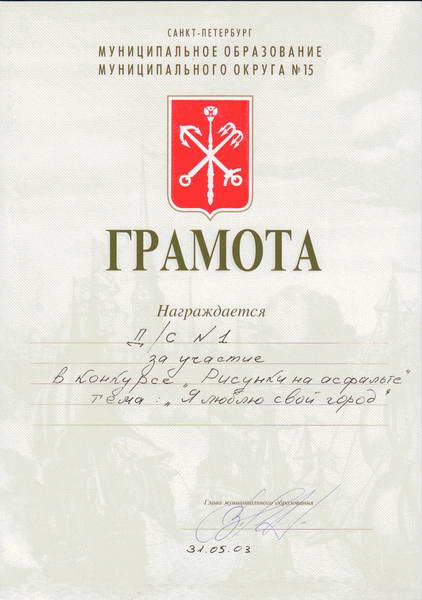 САНКТ-ПЕТЕРБУРГ
МУНИЦИПАЛЬНОЕ ОБРАЗОВАНИЕ
МУНИЦИПАЛЬНОГО ОКРУГА №15
ГРАМОТА
Награждается
Д/с N1
за участие
в конкурсе „Рисунки на асфальте"
тема: „Я люблю свой город"
Глава муниципального образования
31.05.03